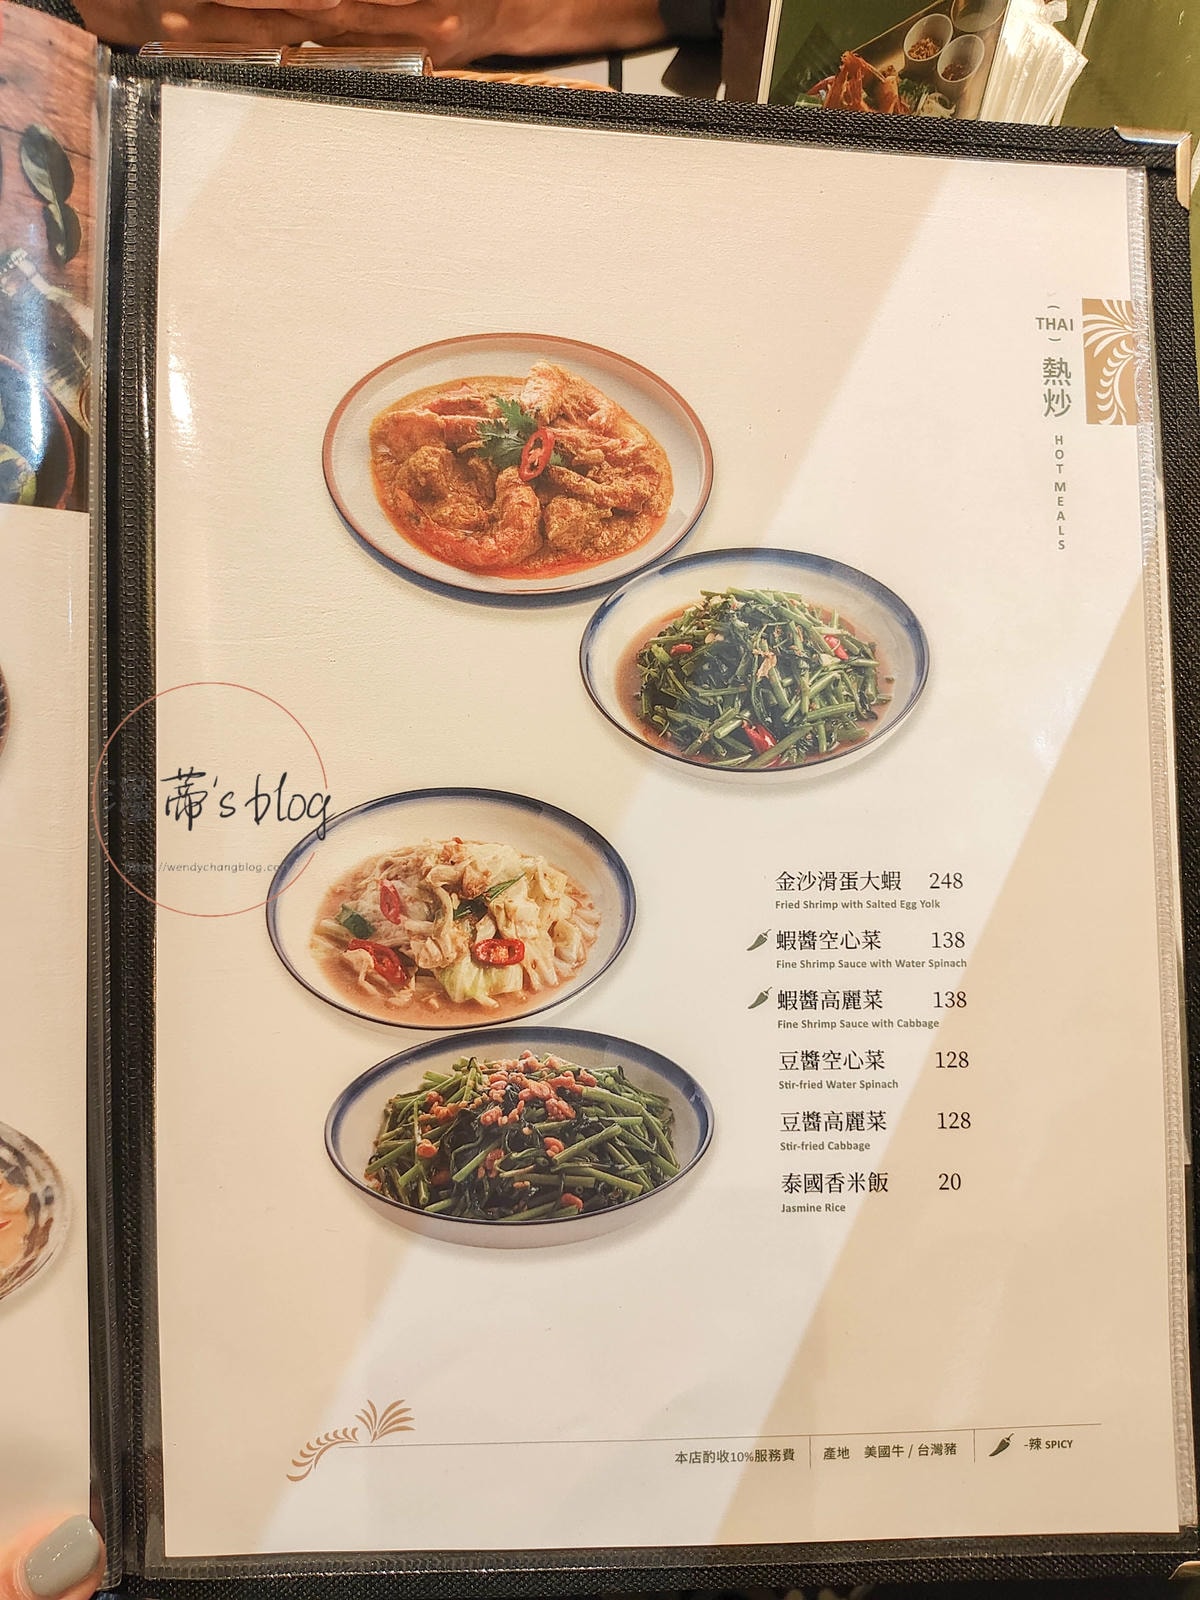 THAI
熱炒
HOT MEALS
蒂's blog
https://wendychangblog.com
金沙滑蛋大蝦 248
Fried Shrimp with Salted Egg Yolk
蝦醬空心菜 138
Fine Shrimp Sauce with Water Spinach
蝦醬高麗菜 138
Fine Shrimp Sauce with Cabbage
豆醬空心菜 128
Stir-fried Water Spinach
豆醬高麗菜 128
Stir-fried Cabbage
泰國香米飯 20
Jasmine Rice
本店酌收10%服務費 產地 美國牛 / 台灣豬 -辣 SPICY